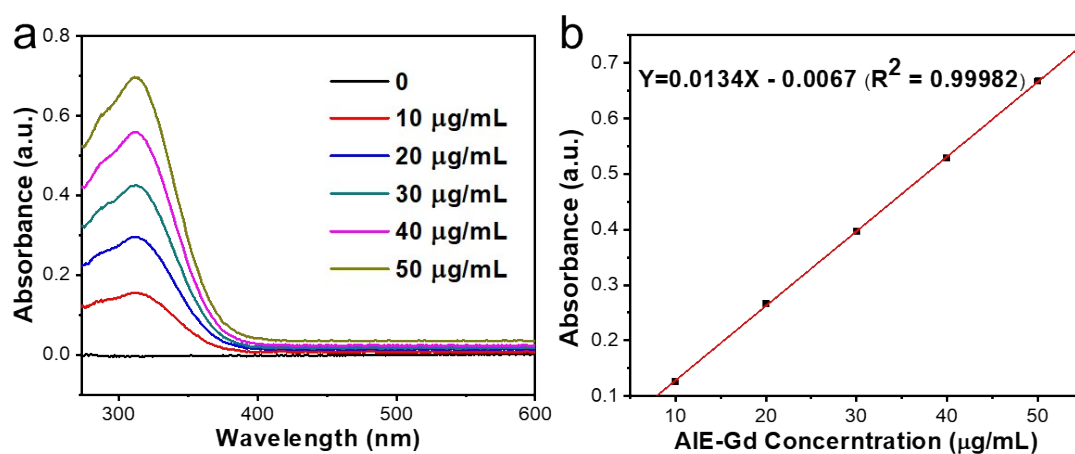 a
0.8
0.6
0.4
0.2
0.0
Absorbance (a.u.)
0
10 μg/mL
20 μg/mL
30 μg/mL
40 μg/mL
50 μg/mL
300 400 500 600
Wavelength (nm)
b
0.7
0.6
0.5
0.4
0.3
0.2
0.1
Absorbance (a.u.)
Y=0.0134X - 0.0067 (R² = 0.99982)
10 20 30 40 50
AIE-Gd Concerntration (μg/mL)